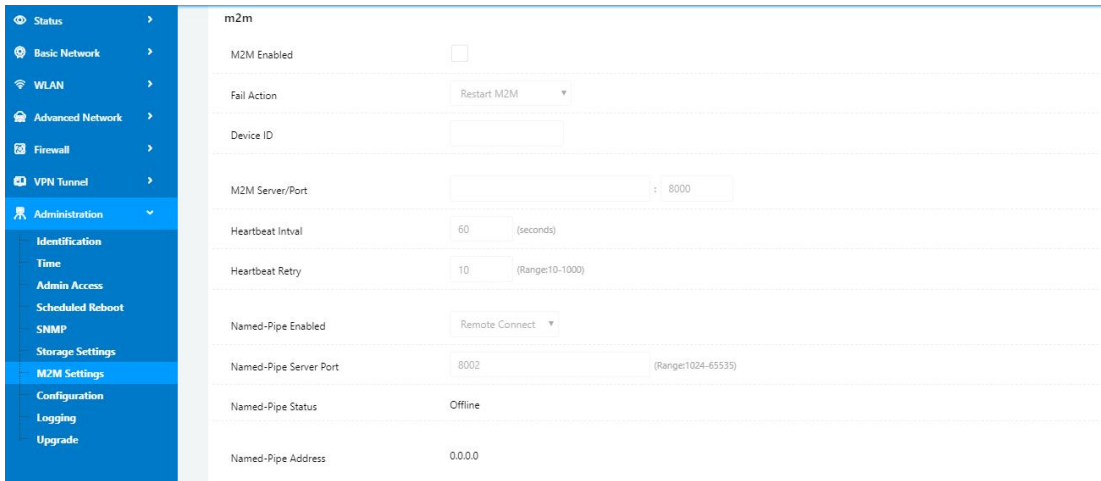 Status
Basic Network
WLAN
Advanced Network
Firewall
VPN Tunnel
Administration
Identification
Time
Admin Access
Scheduled Reboot
SNMP
Storage Settings
M2M Settings
Configuration
Logging
Upgrade
m2m
M2M Enabled
Fail Action Restart M2M
Device ID
M2M Server/Port : 8000
Heartbeat Intval 60 (seconds)
Heartbeat Retry 10 (Range:10-1000)
Named-Pipe Enabled Remote Connect
Named-Pipe Server Port 8002 (Range:1024-65535)
Named-Pipe Status Offline
Named-Pipe Address 0.0.0.0